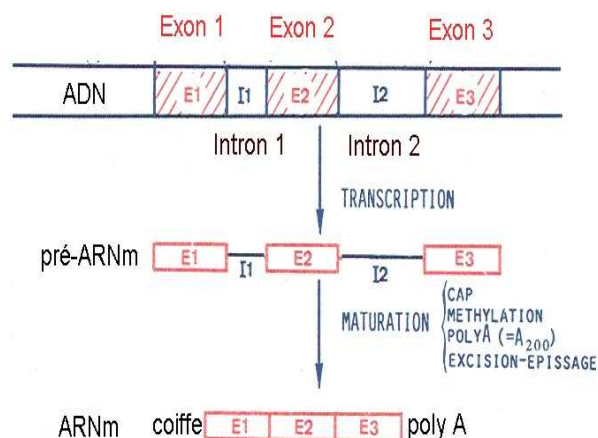 Exon 1 Exon 2 Exon 3
ADN E1 I1 E2 I2 E3
Intron 1 Intron 2
TRANSCRIPTION
pré-ARNm E1 I1 E2 I2 E3
MATURATION
CAP
METHYLATION
POLYA (=A200)
EXCISION-EPISSAGE
ARNm coiffe E1 E2 E3 poly A